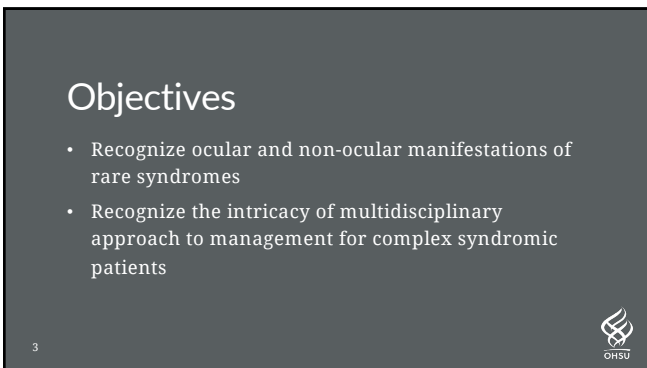 Objectives
• Recognize ocular and non-ocular manifestations of
rare syndromes
• Recognize the intricacy of multidisciplinary
approach to management for complex syndromic
patients
3
OHSU